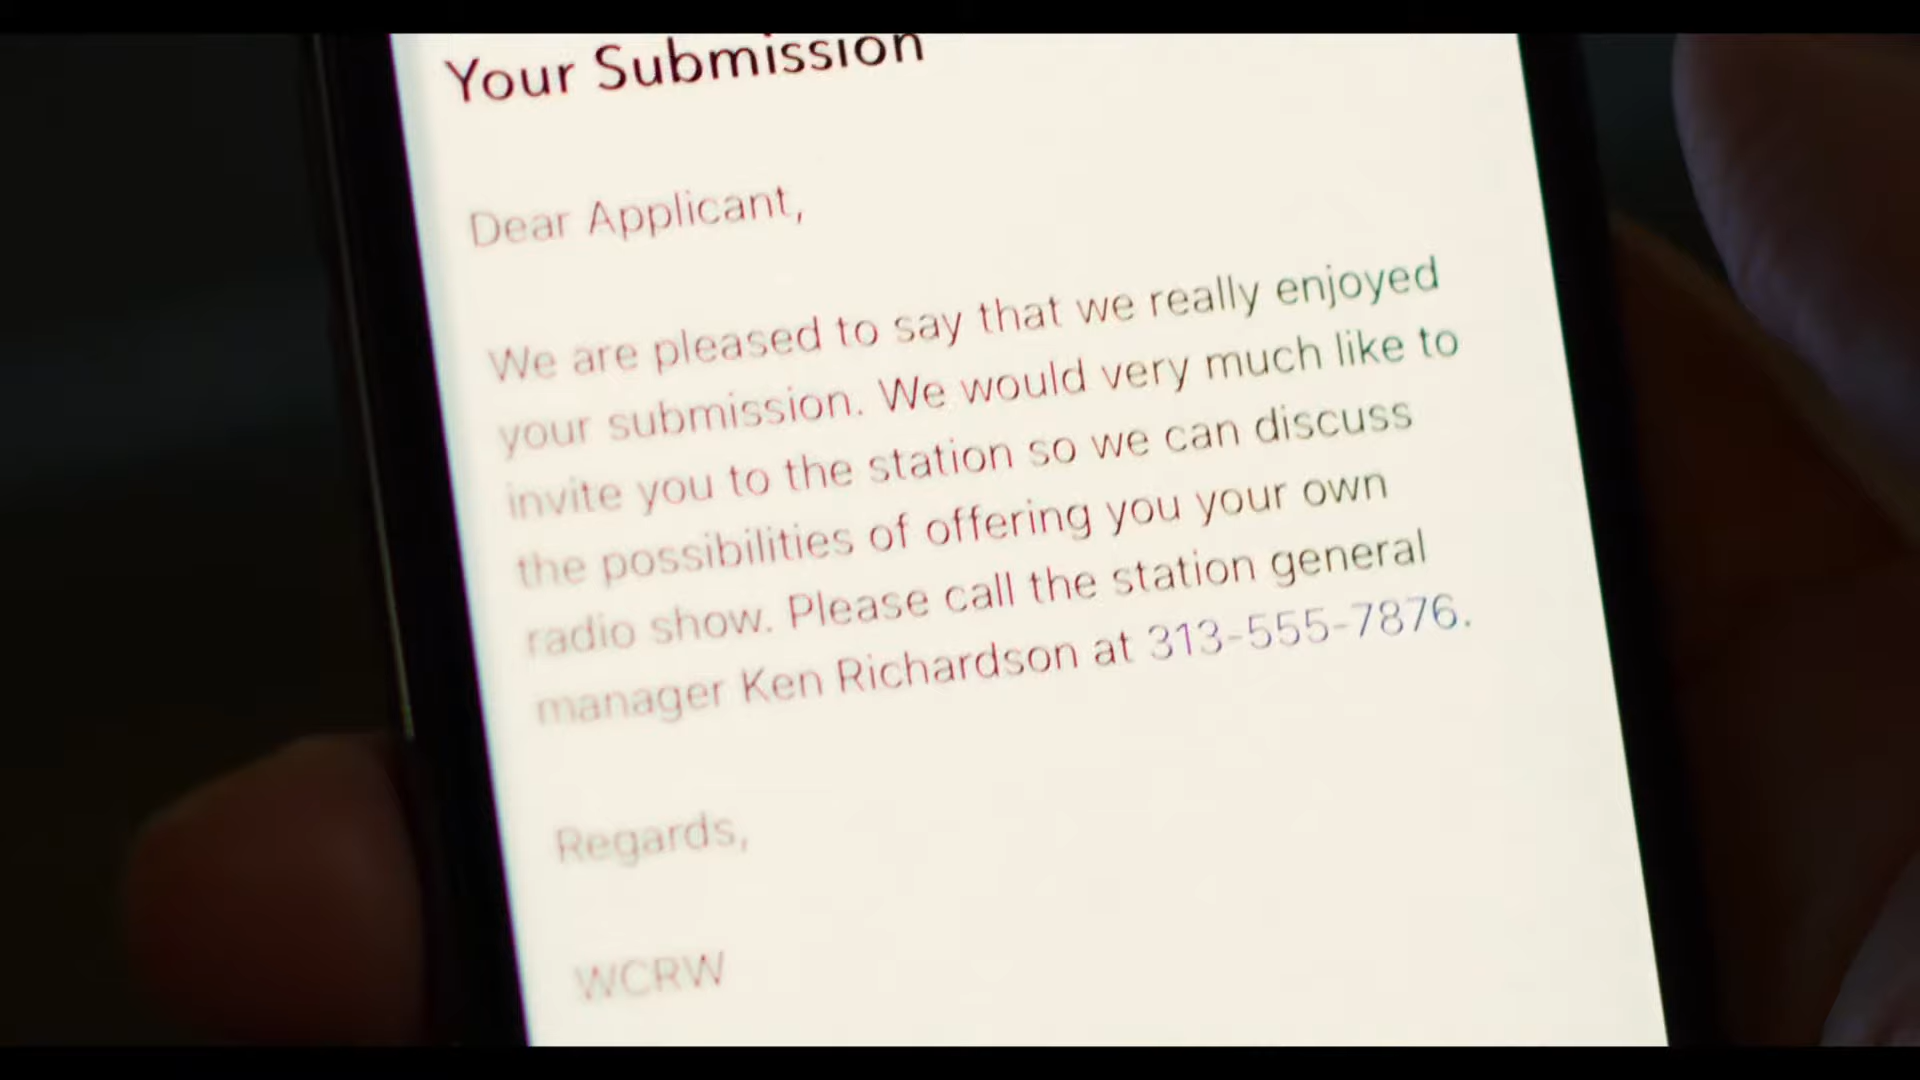 Your Submission
Dear Applicant,
We are pleased to say that we really enjoyed
your submission. We would very much like to
invite you to the station so we can discuss
the possibilities of offering you your own
radio show. Please call the station general
manager Ken Richardson at 313-555-7876.
Regards,
WCRW